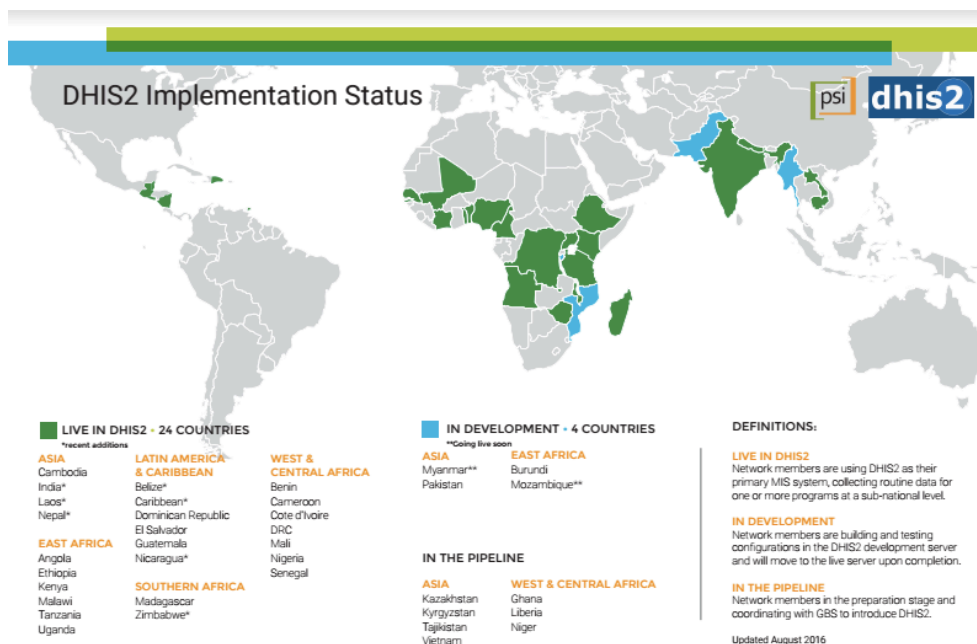 DHIS2 Implementation Status
psi
dhis2
LIVE IN DHIS2 • 24 COUNTRIES
*recent additions
ASIA
Cambodia
India*
Laos*
Nepal*
EAST AFRICA
Angola
Ethiopia
Kenya
Malawi
Tanzania
Uganda
LATIN AMERICA
& CARIBBEAN
Belize*
Caribbean*
Dominican Republic
El Salvador
Guatemala
Nicaragua*
SOUTHERN AFRICA
Madagascar
Zimbabwe*
WEST &
CENTRAL AFRICA
Benin
Cameroon
Cote d'Ivoire
DRC
Mali
Nigeria
Senegal
IN DEVELOPMENT • 4 COUNTRIES
**Going live soon
ASIA
Myanmar**
Pakistan
EAST AFRICA
Burundi
Mozambique**
IN THE PIPELINE
ASIA
Kazakhstan
Kyrgyzstan
Tajikistan
Vietnam
WEST & CENTRAL AFRICA
Ghana
Liberia
Niger
DEFINITIONS:
LIVE IN DHIS2
Network members are using DHIS2 as their
primary MIS system, collecting routine data for
one or more programs at a sub-national level.
IN DEVELOPMENT
Network members are building and testing
configurations in the DHIS2 development server
and will move to the live server upon completion.
IN THE PIPELINE
Network members in the preparation stage and
coordinating with GBS to introduce DHIS2.
Updated August 2016